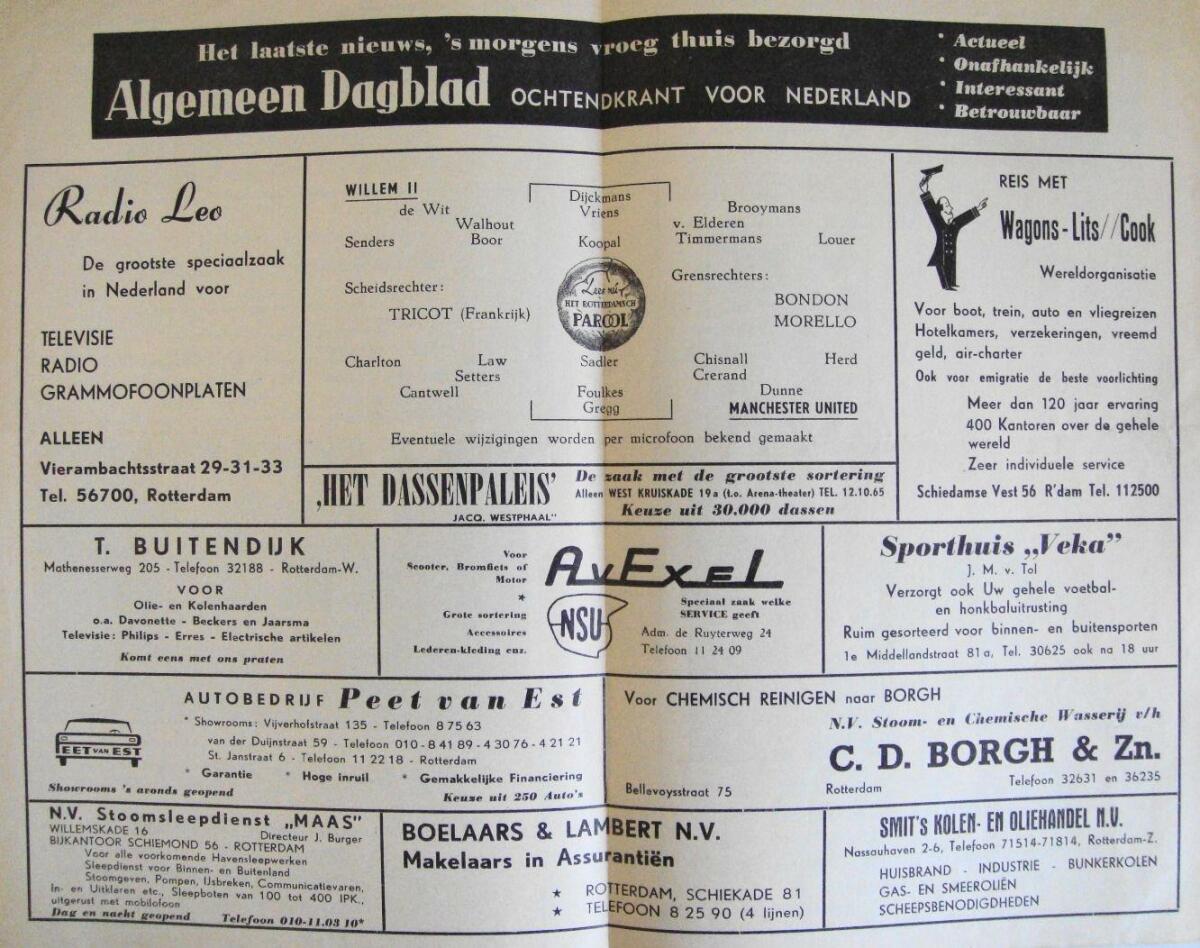 Het laatste nieuws, 's morgens vroeg thuis bezorgd
Algemeen Dagblad OCHTENDKRANT VOOR NEDERLAND
* Actueel
* Onafhankelijk
* Interessant
* Betrouwbaar
Radio Leo
De grootste speciaalzaak
in Nederland voor
TELEVISIE
RADIO
GRAMMOFOONPLATEN
ALLEEN
Vierambachtsstraat 29-31-33
Tel. 56700, Rotterdam
WILLEM II
Dijckmans
de Wit Vriens Brooymans
Walhout v. Elderen
Senders Boor Koopal Timmermans Louer
Scheidsrechter:
TRICOT (Frankrijk)
Lees nu
HET ROTTERDAMSCH
PAROOL
Grensrechters:
BONDON
MORELLO
Charlton Law Sadler Chisnall Herd
Setters Crerand
Cantwell Foulkes Dunne
Gregg MANCHESTER UNITED
Eventuele wijzigingen worden per microfoon bekend gemaakt
REIS MET
Wagons-Lits//Cook
Wereldorganisatie
Voor boot, trein, auto en vliegreizen
Hotelkamers, verzekeringen, vreemd
geld, air-charter
Ook voor emigratie de beste voorlichting
Meer dan 120 jaar ervaring
400 Kantoren over de gehele
wereld
Zeer individuele service
Schiedamse Vest 56 R'dam Tel. 112500
„HET DASSENPALEIS"
JACQ. WESTPHAAL"
De zaak met de grootste sortering
Alleen WEST KRUISKADE 19a (t.o. Arena-theater) TEL. 12.10.65
Keuze uit 30.000 dassen
T. BUITENDIJK
Mathenesserweg 205 - Telefoon 32188 - Rotterdam-W.
VOOR
Olie- en Kolenhaarden
o.a. Davonette - Beckers en Jaarsma
Televisie: Philips - Erres - Electrische artikelen
Komt eens met ons praten
Voor
Scooter, Bromfiets of
Motor
*
Grote sortering
Accessoires
Lederen-kleding enz.
AvExel
NSU
Speciaal zaak welke
SERVICE geeft
Adm. de Ruyterweg 24
Telefoon 11 24 09
Sporthuis „Veka"
J. M. v. Tol
Verzorgt ook Uw gehele voetbal-
en honkbaluitrusting
Ruim gesorteerd voor binnen- en buitensporten
1e Middellandstraat 81a, Tel. 30625 ook na 18 uur
AUTOBEDRIJF Peet van Est
* Showrooms: Vijverhofstraat 135 - Telefoon 8 75 63
van der Duijnstraat 59 - Telefoon 010 - 8 41 89 - 4 30 76 - 4 21 21
St. Janstraat 6 - Telefoon 11 22 18 - Rotterdam
* Garantie * Hoge inruil * Gemakkelijke Financiering
PEET VAN EST
Showrooms 's avonds geopend Keuze uit 250 Auto's
Voor CHEMISCH REINIGEN naar BORGH
N.V. Stoom- en Chemische Wasserij v/h
C. D. BORGH & Zn.
Bellevoysstraat 75 Rotterdam Telefoon 32631 en 36235
N.V. Stoomsleepdienst „MAAS"
WILLEMSKADE 16 Directeur J. Burger
BIJKANTOOR SCHIEMOND 56 - ROTTERDAM
Voor alle voorkomende Havensleepwerken
Sleepdienst voor Binnen- en Buitenland
Stoomgeven, Pompen, IJsbreken, Communicatievaren,
In- en Uitklaren etc., Sleepboten van 100 tot 400 IPK.,
uitgerust met mobilofoon
Dag en nacht geopend Telefoon 010-11.03 10*
BOELAARS & LAMBERT N.V.
Makelaars in Assurantiën
★ ROTTERDAM, SCHIEKADE 81
★ TELEFOON 8 25 90 (4 lijnen)
SMIT'S KOLEN- EN OLIEHANDEL N.V.
Nassauhaven 2-6, Telefoon 71514-71814, Rotterdam-Z.
HUISBRAND - INDUSTRIE - BUNKERKOLEN
GAS- EN SMEEROLIËN
SCHEEPSBENODIGDHEDEN